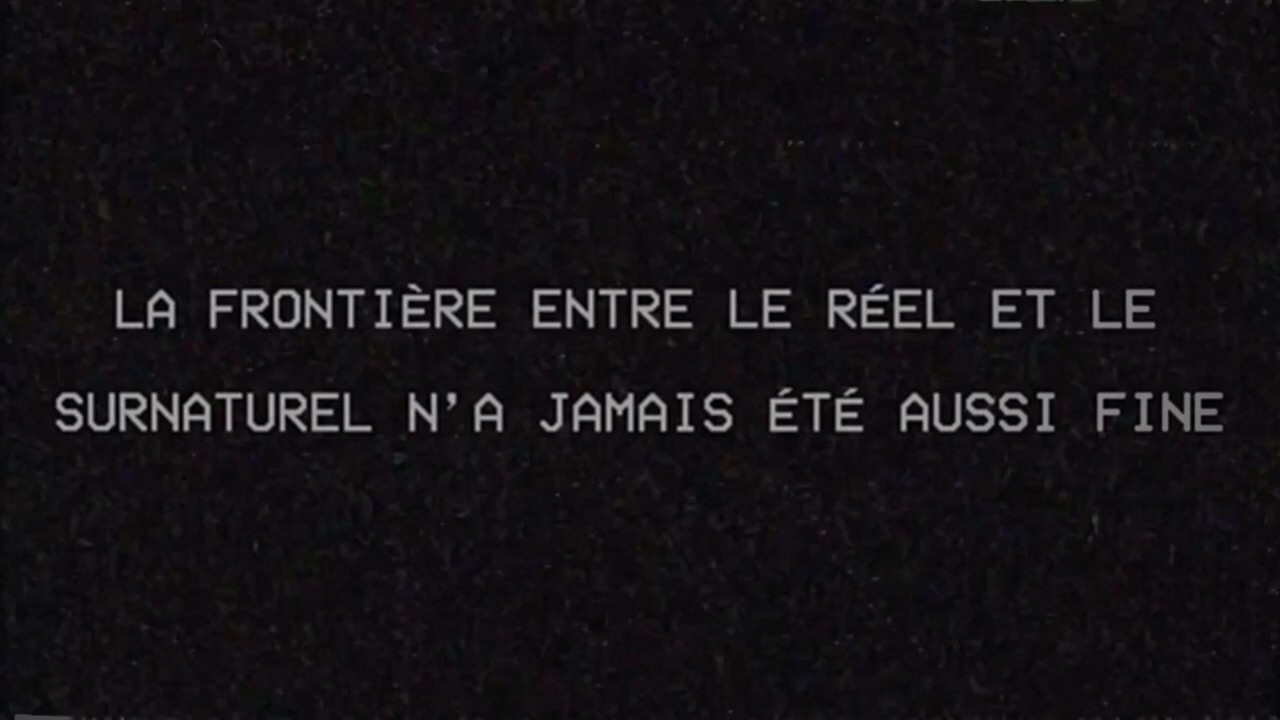 LA FRONTIÈRE ENTRE LE RÉEL ET LE
SURNATUREL N'A JAMAIS ÉTÉ AUSSI FINE